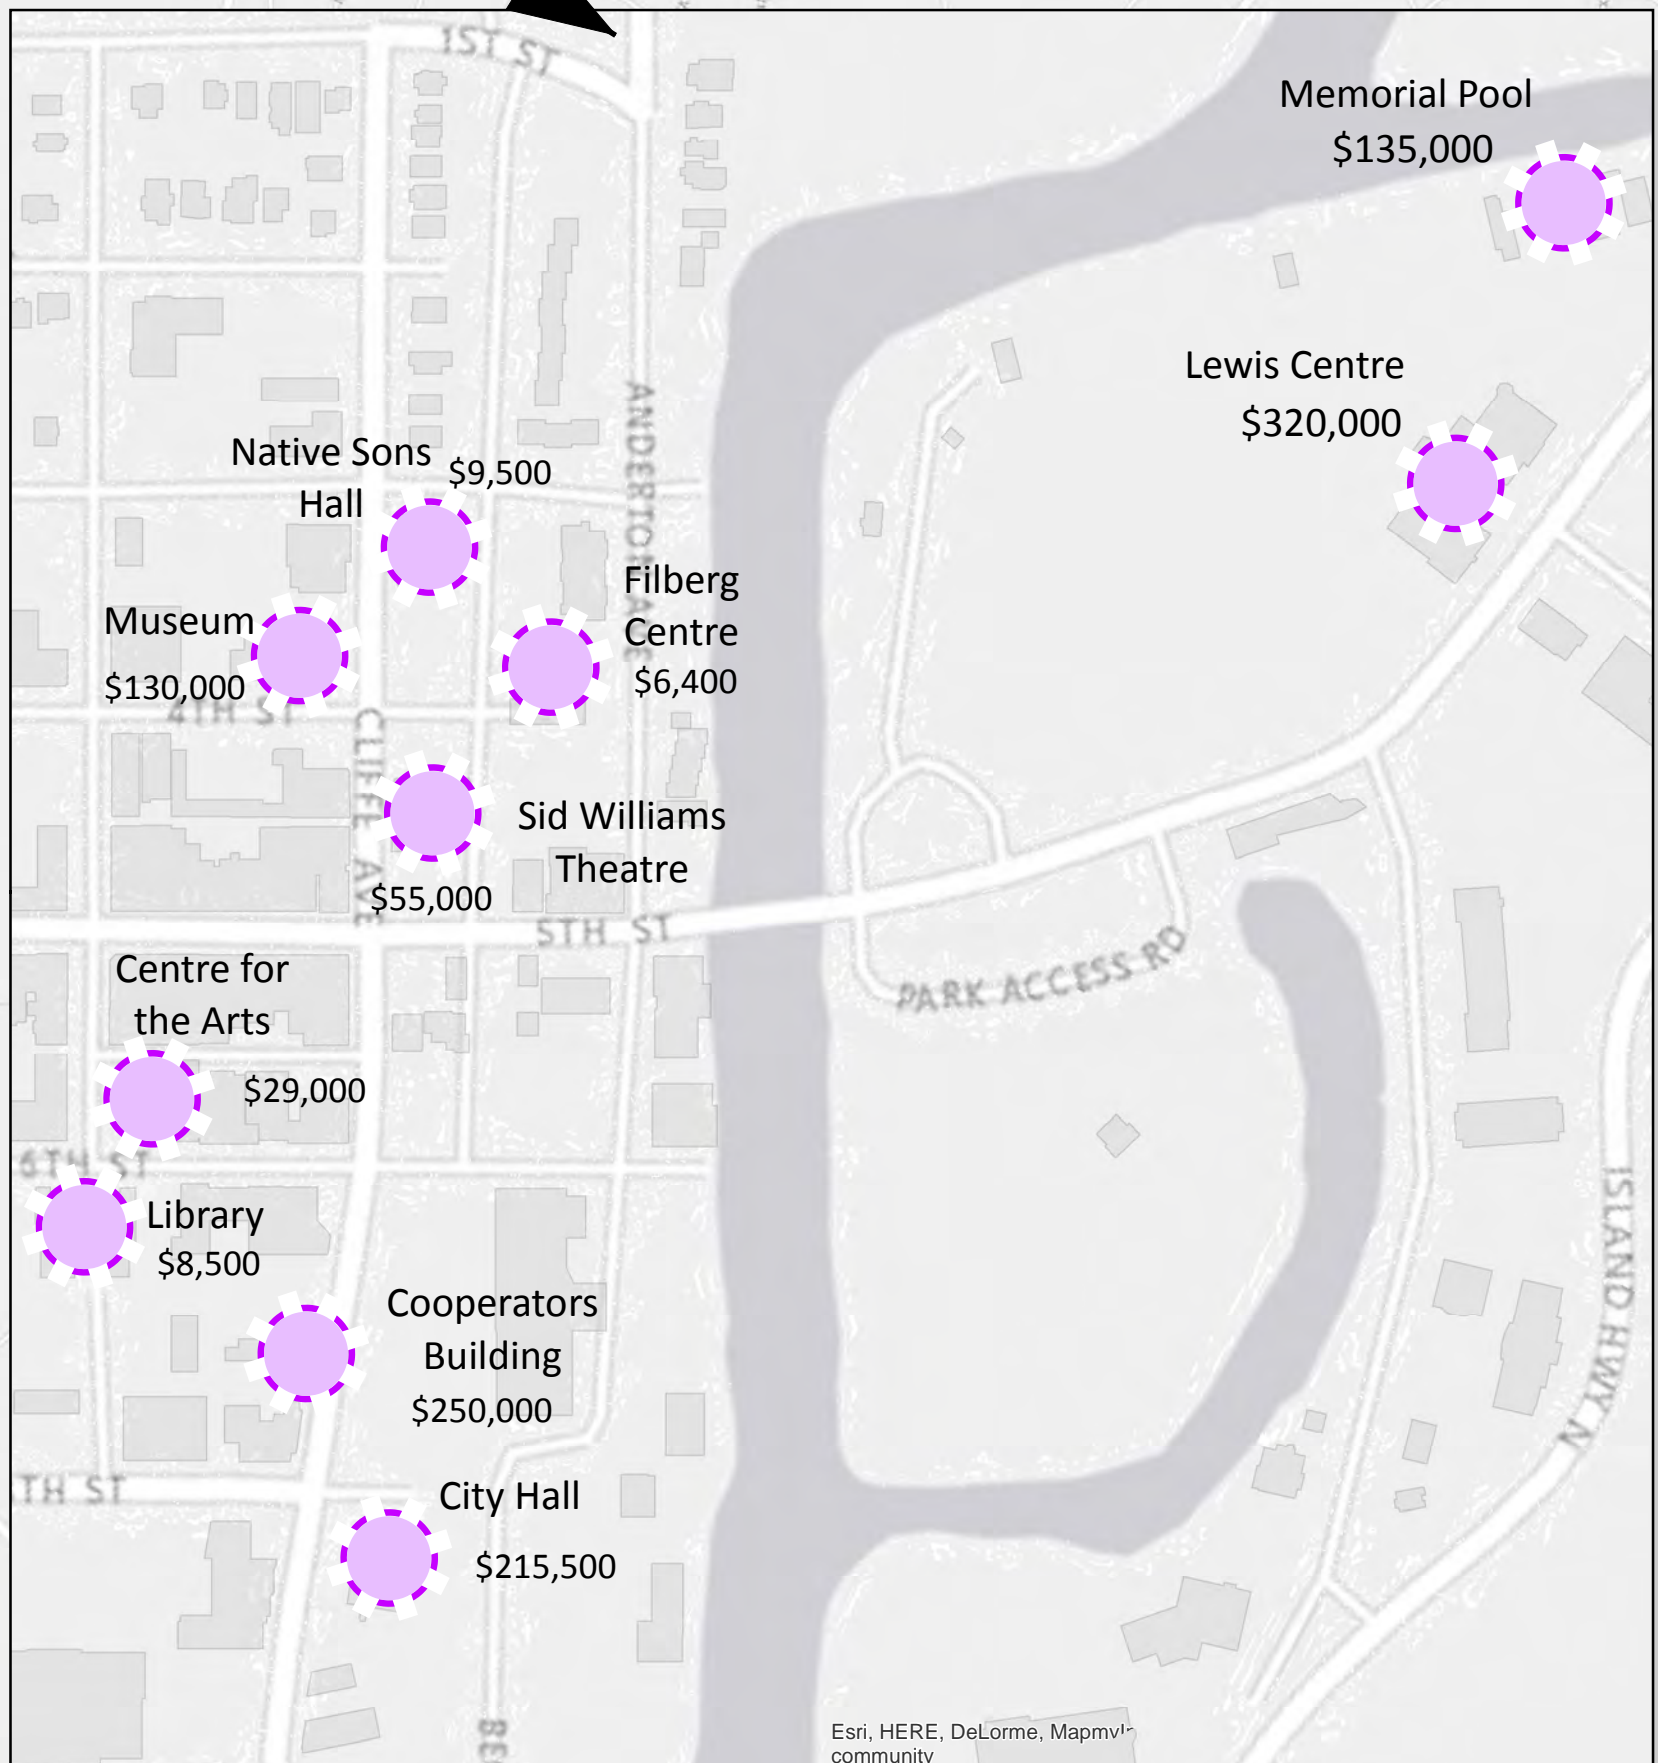 1ST ST
Memorial Pool
$135,000
Lewis Centre
$320,000
Native Sons
Hall
$9,500
Filberg
Centre
$6,400
Museum
$130,000
4TH ST
CLIFFE AVE
Sid Williams
Theatre
$55,000
5TH ST
PARK ACCESS RD
Centre for
the Arts
$29,000
6TH ST
Library
$8,500
ISLAND HWY N
Cooperators
Building
$250,000
TH ST
City Hall
$215,500
Esri, HERE, DeLorme,
community